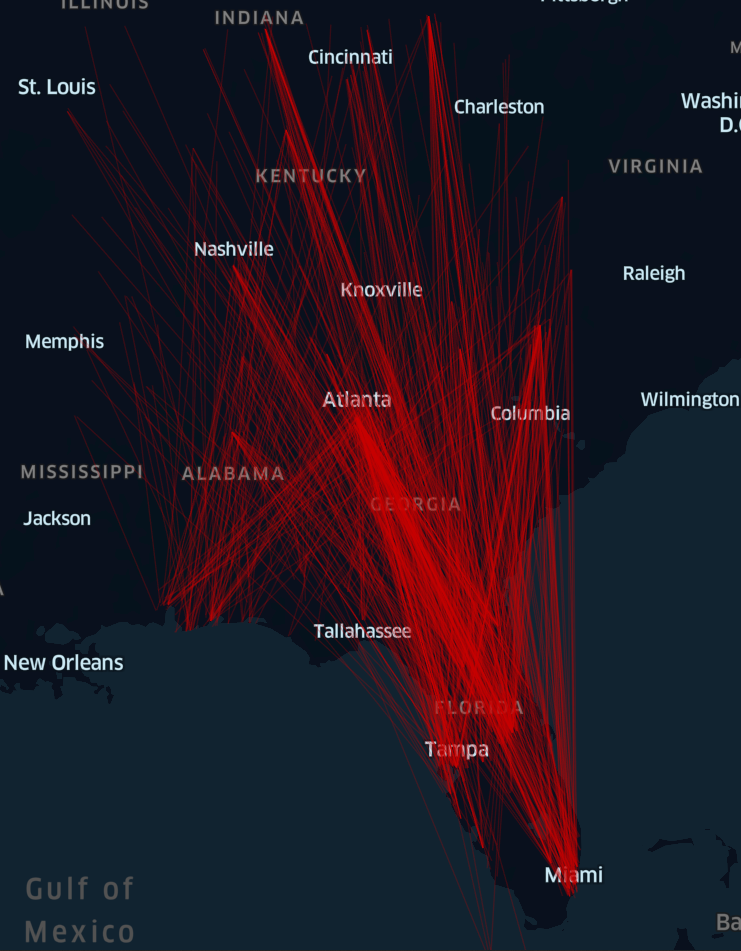 ILLINOIS
Pittsburgh
INDIANA
Cincinnati
St. Louis
Charleston
Washi
D.
VIRGINIA
KENTUCKY
Nashville
Raleigh
Knoxville
Memphis
Atlanta
Columbia
Wilmington
MISSISSIPPI
ALABAMA
GEORGIA
Jackson
Tallahassee
New Orleans
FLORIDA
Tampa
Miami
Gulf of
Mexico
Ba